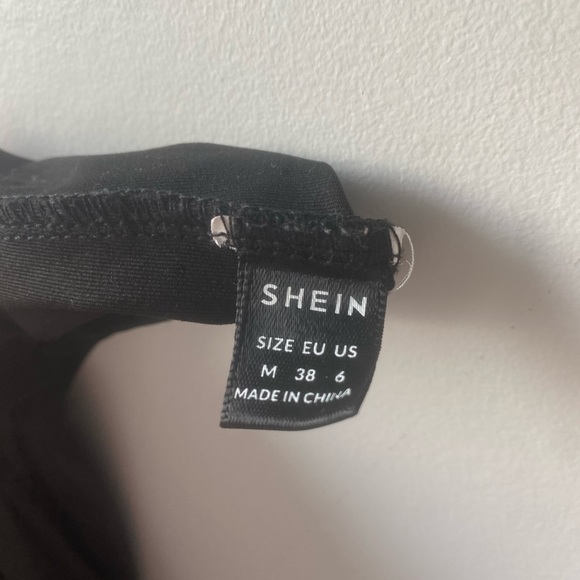 SHEIN
SIZE EU US
M 38 6
MADE IN CHINA